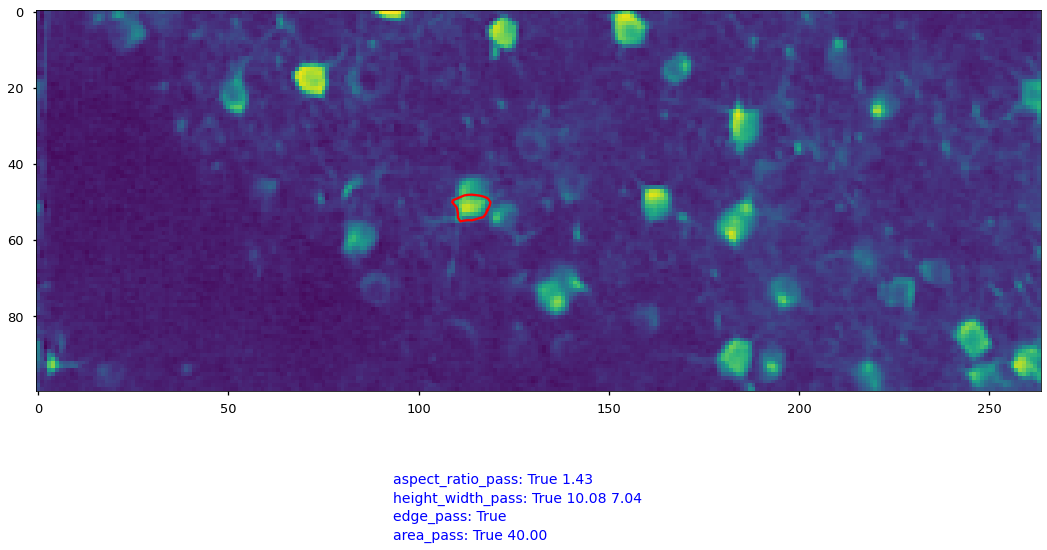 0
20
40
60
80
0 50 100 150 200 250
aspect_ratio_pass: True 1.43
height_width_pass: True 10.08 7.04
edge_pass: True
area_pass: True 40.00